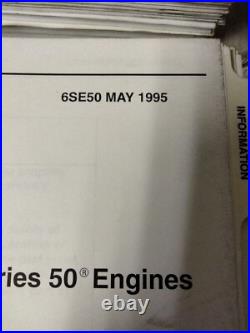 6SE50 MAY 1995
ries 50® Engines
INFORMATION